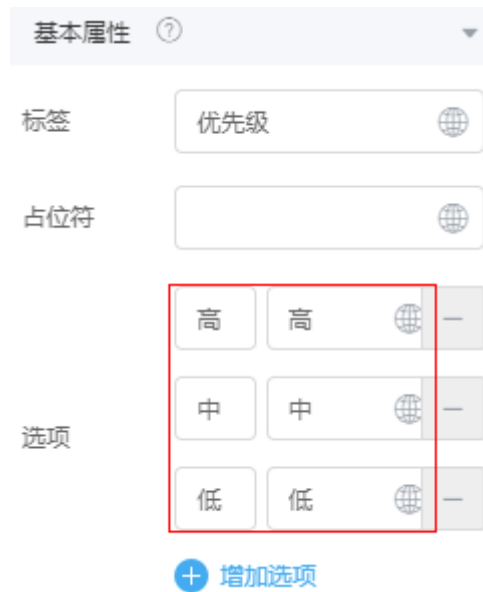 基本属性
标签 优先级
占位符
高 高
中 中
选项
低 低
增加选项